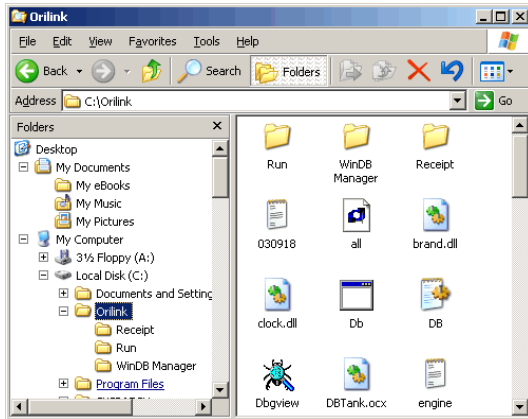 Orilink
File Edit View Favorites Tools Help
Back Search Folders
Address C:\Orilink Go
Folders
Desktop
My Documents
My eBooks
My Music
My Pictures
My Computer
3½ Floppy (A:)
Local Disk (C:)
Documents and Setting
Orilink
Receipt
Run
WinDB Manager
Program Files
Run WinDB Manager Receipt
030918 all brand.dll
clock.dll Db DB
Dbgview DBTank.ocx engine